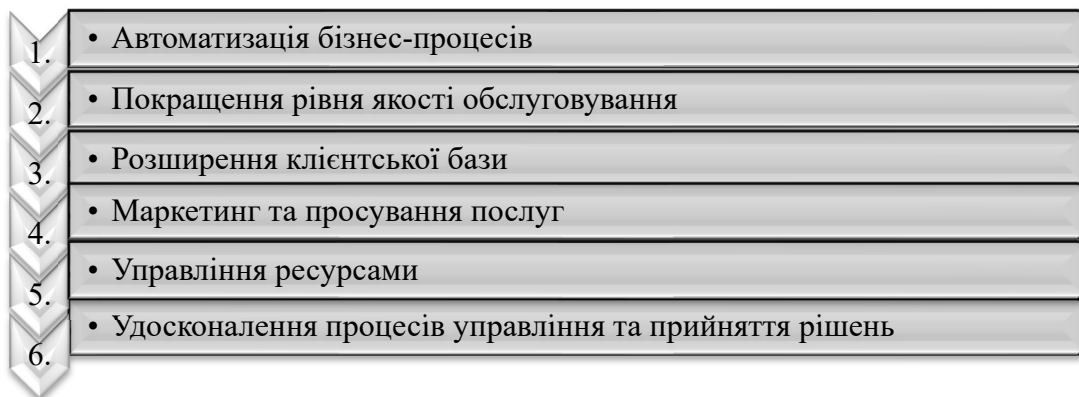 1. • Автоматизація бізнес-процесів
2. • Покращення рівня якості обслуговування
3. • Розширення клієнтської бази
4. • Маркетинг та просування послуг
5. • Управління ресурсами
6. • Удосконалення процесів управління та прийняття рішень